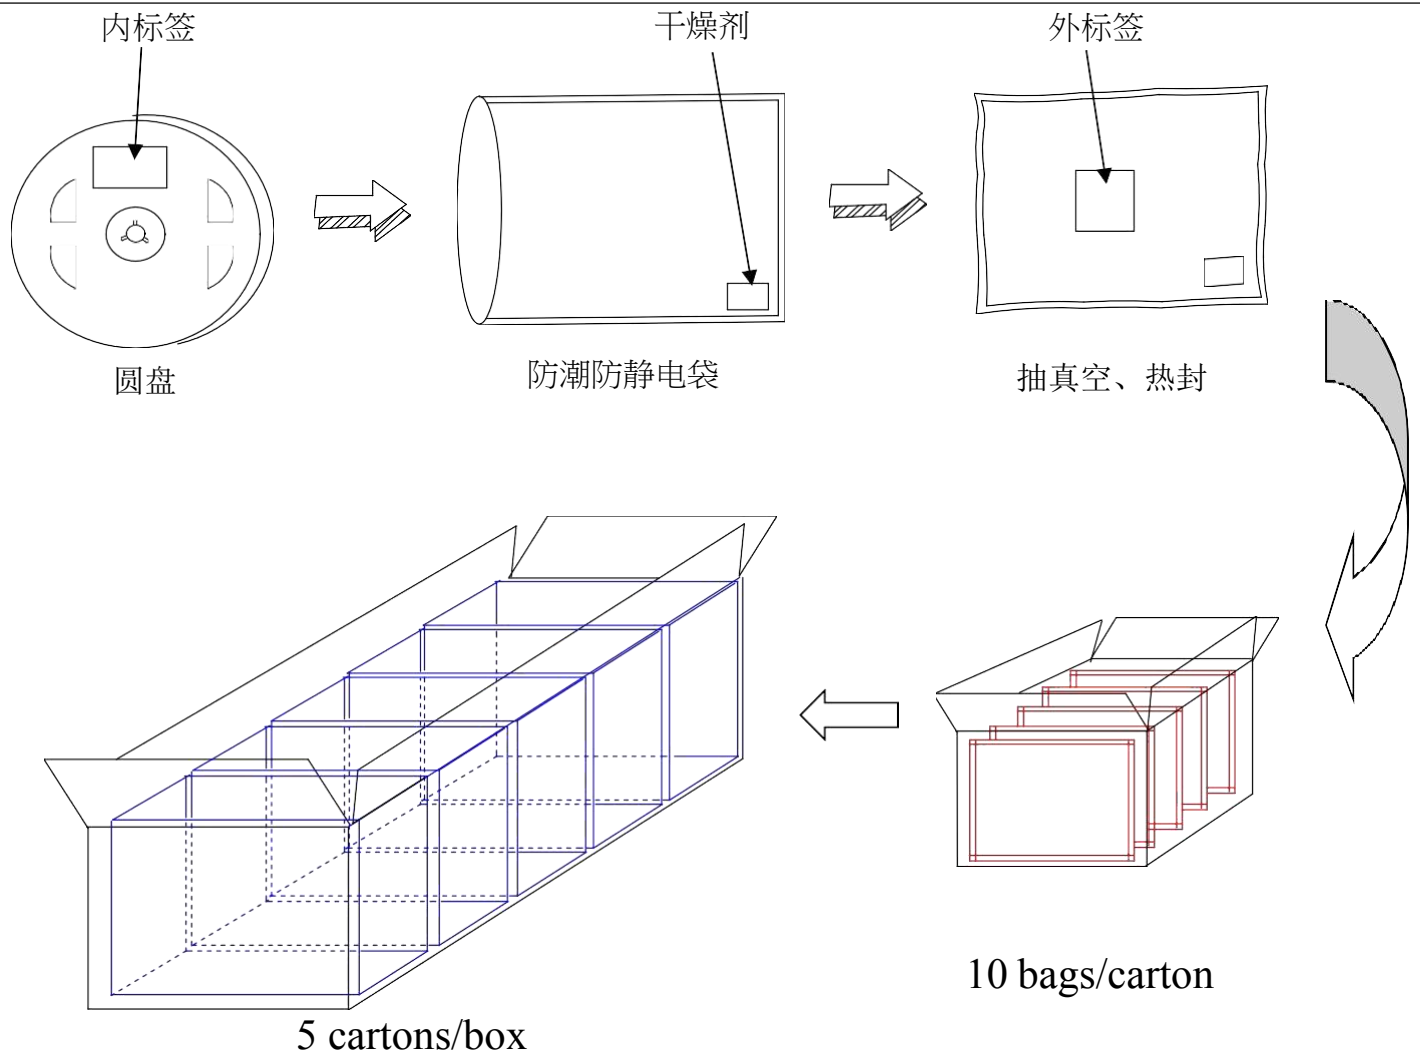 内标签
干燥剂
外标签
圆盘
防潮防静电袋
抽真空、热封
10 bags/carton
5 cartons/box